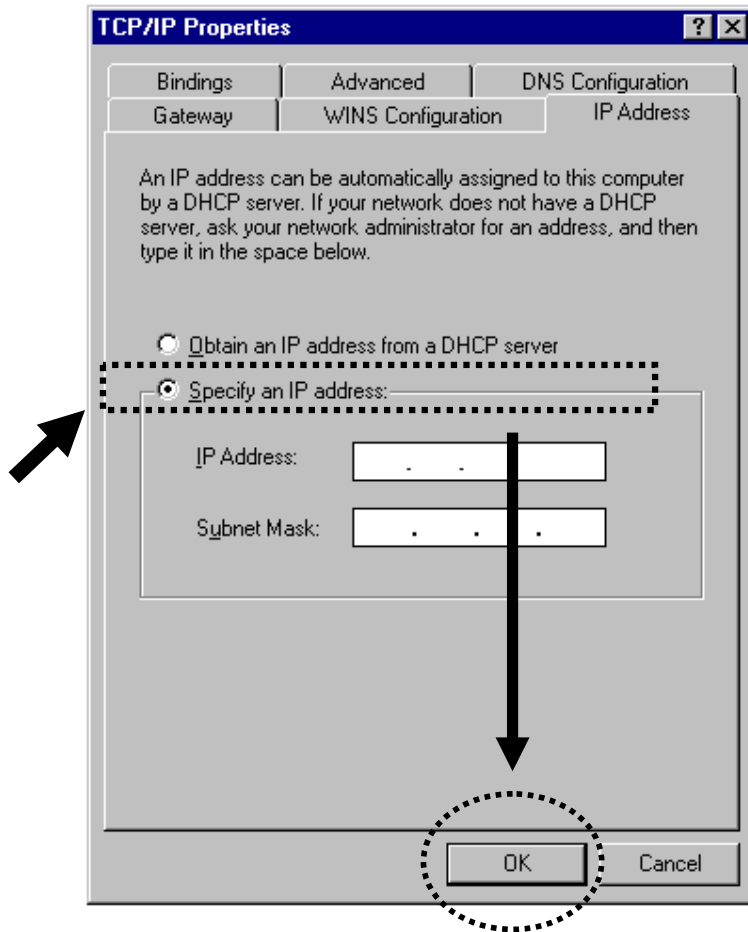 TCP/IP Properties
Bindings Advanced DNS Configuration
Gateway WINS Configuration IP Address
An IP address can be automatically assigned to this computer
by a DHCP server. If your network does not have a DHCP
server, ask your network administrator for an address, and then
type it in the space below.
Obtain an IP address from a DHCP server
Specify an IP address:
IP Address: . .
Subnet Mask: . . .
OK Cancel